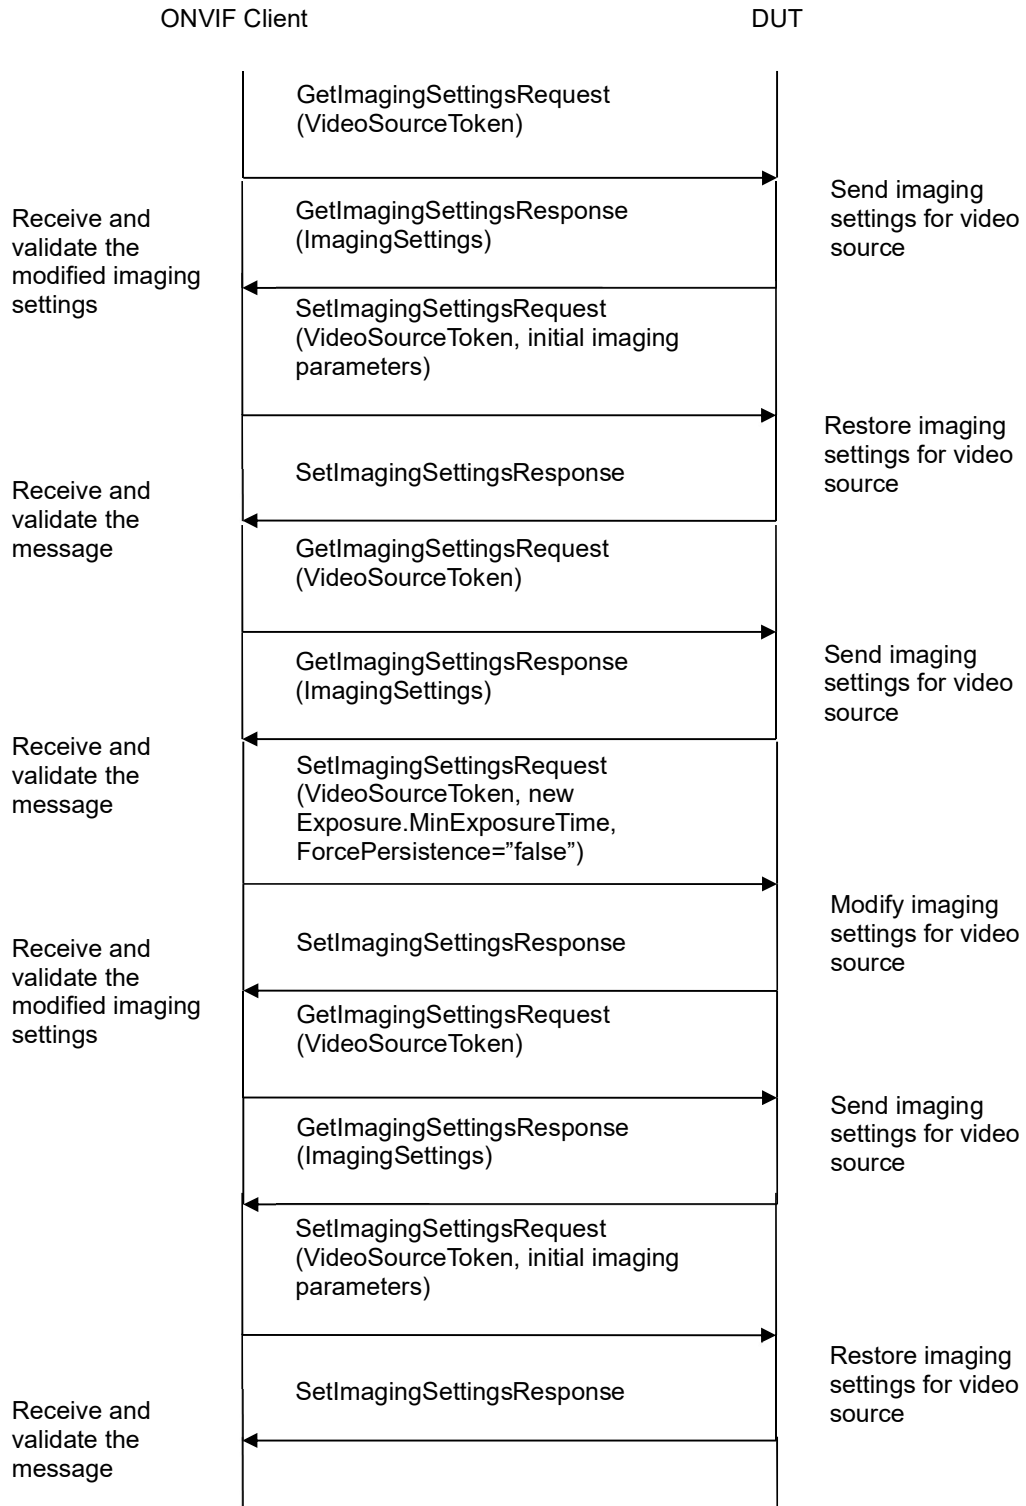 ONVIF Client
DUT
GetImagingSettingsRequest
(VideoSourceToken)
Send imaging
settings for video
source
GetImagingSettingsResponse
(ImagingSettings)
Receive and
validate the
modified imaging
settings
SetImagingSettingsRequest
(VideoSourceToken, initial imaging
parameters)
Restore imaging
settings for video
source
SetImagingSettingsResponse
Receive and
validate the
message
GetImagingSettingsRequest
(VideoSourceToken)
Send imaging
settings for video
source
GetImagingSettingsResponse
(ImagingSettings)
Receive and
validate the
message
SetImagingSettingsRequest
(VideoSourceToken, new
Exposure.MinExposureTime,
ForcePersistence=”false”)
Modify imaging
settings for video
source
SetImagingSettingsResponse
Receive and
validate the
modified imaging
settings
GetImagingSettingsRequest
(VideoSourceToken)
Send imaging
settings for video
source
GetImagingSettingsResponse
(ImagingSettings)
SetImagingSettingsRequest
(VideoSourceToken, initial imaging
parameters)
Restore imaging
settings for video
source
SetImagingSettingsResponse
Receive and
validate the
message